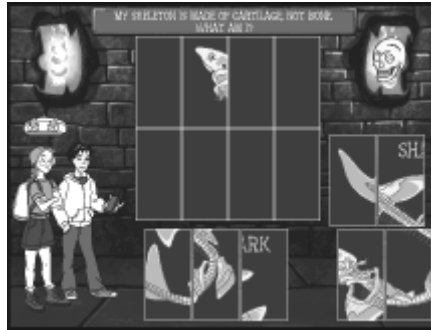 MY SKELETON IS MADE OF CARTILAGE, NOT BONE.
WHAT AM I?
SHA
ARK